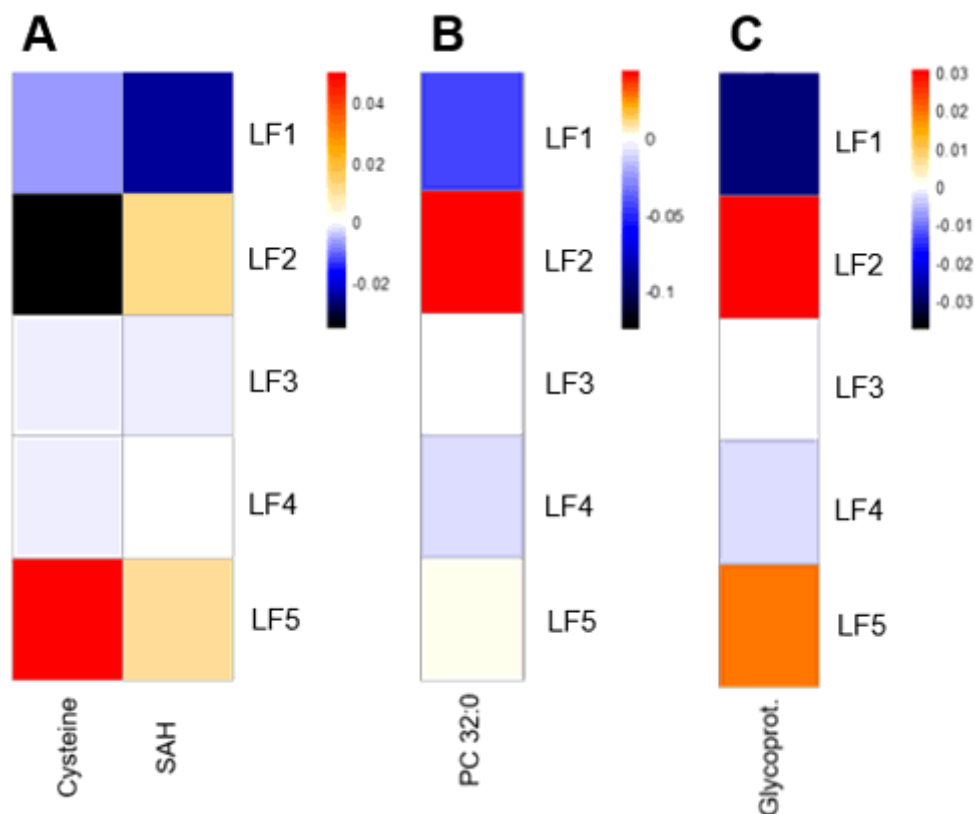 A
B
C
LF1
LF2
LF3
LF4
LF5
0.04
0.02
0
-0.02
Cysteine
SAH
LF1
LF2
LF3
LF4
LF5
0
-0.05
-0.1
PC 32:0
LF1
LF2
LF3
LF4
LF5
0.03
0.02
0.01
0
-0.01
-0.02
-0.03
Glycoprot.